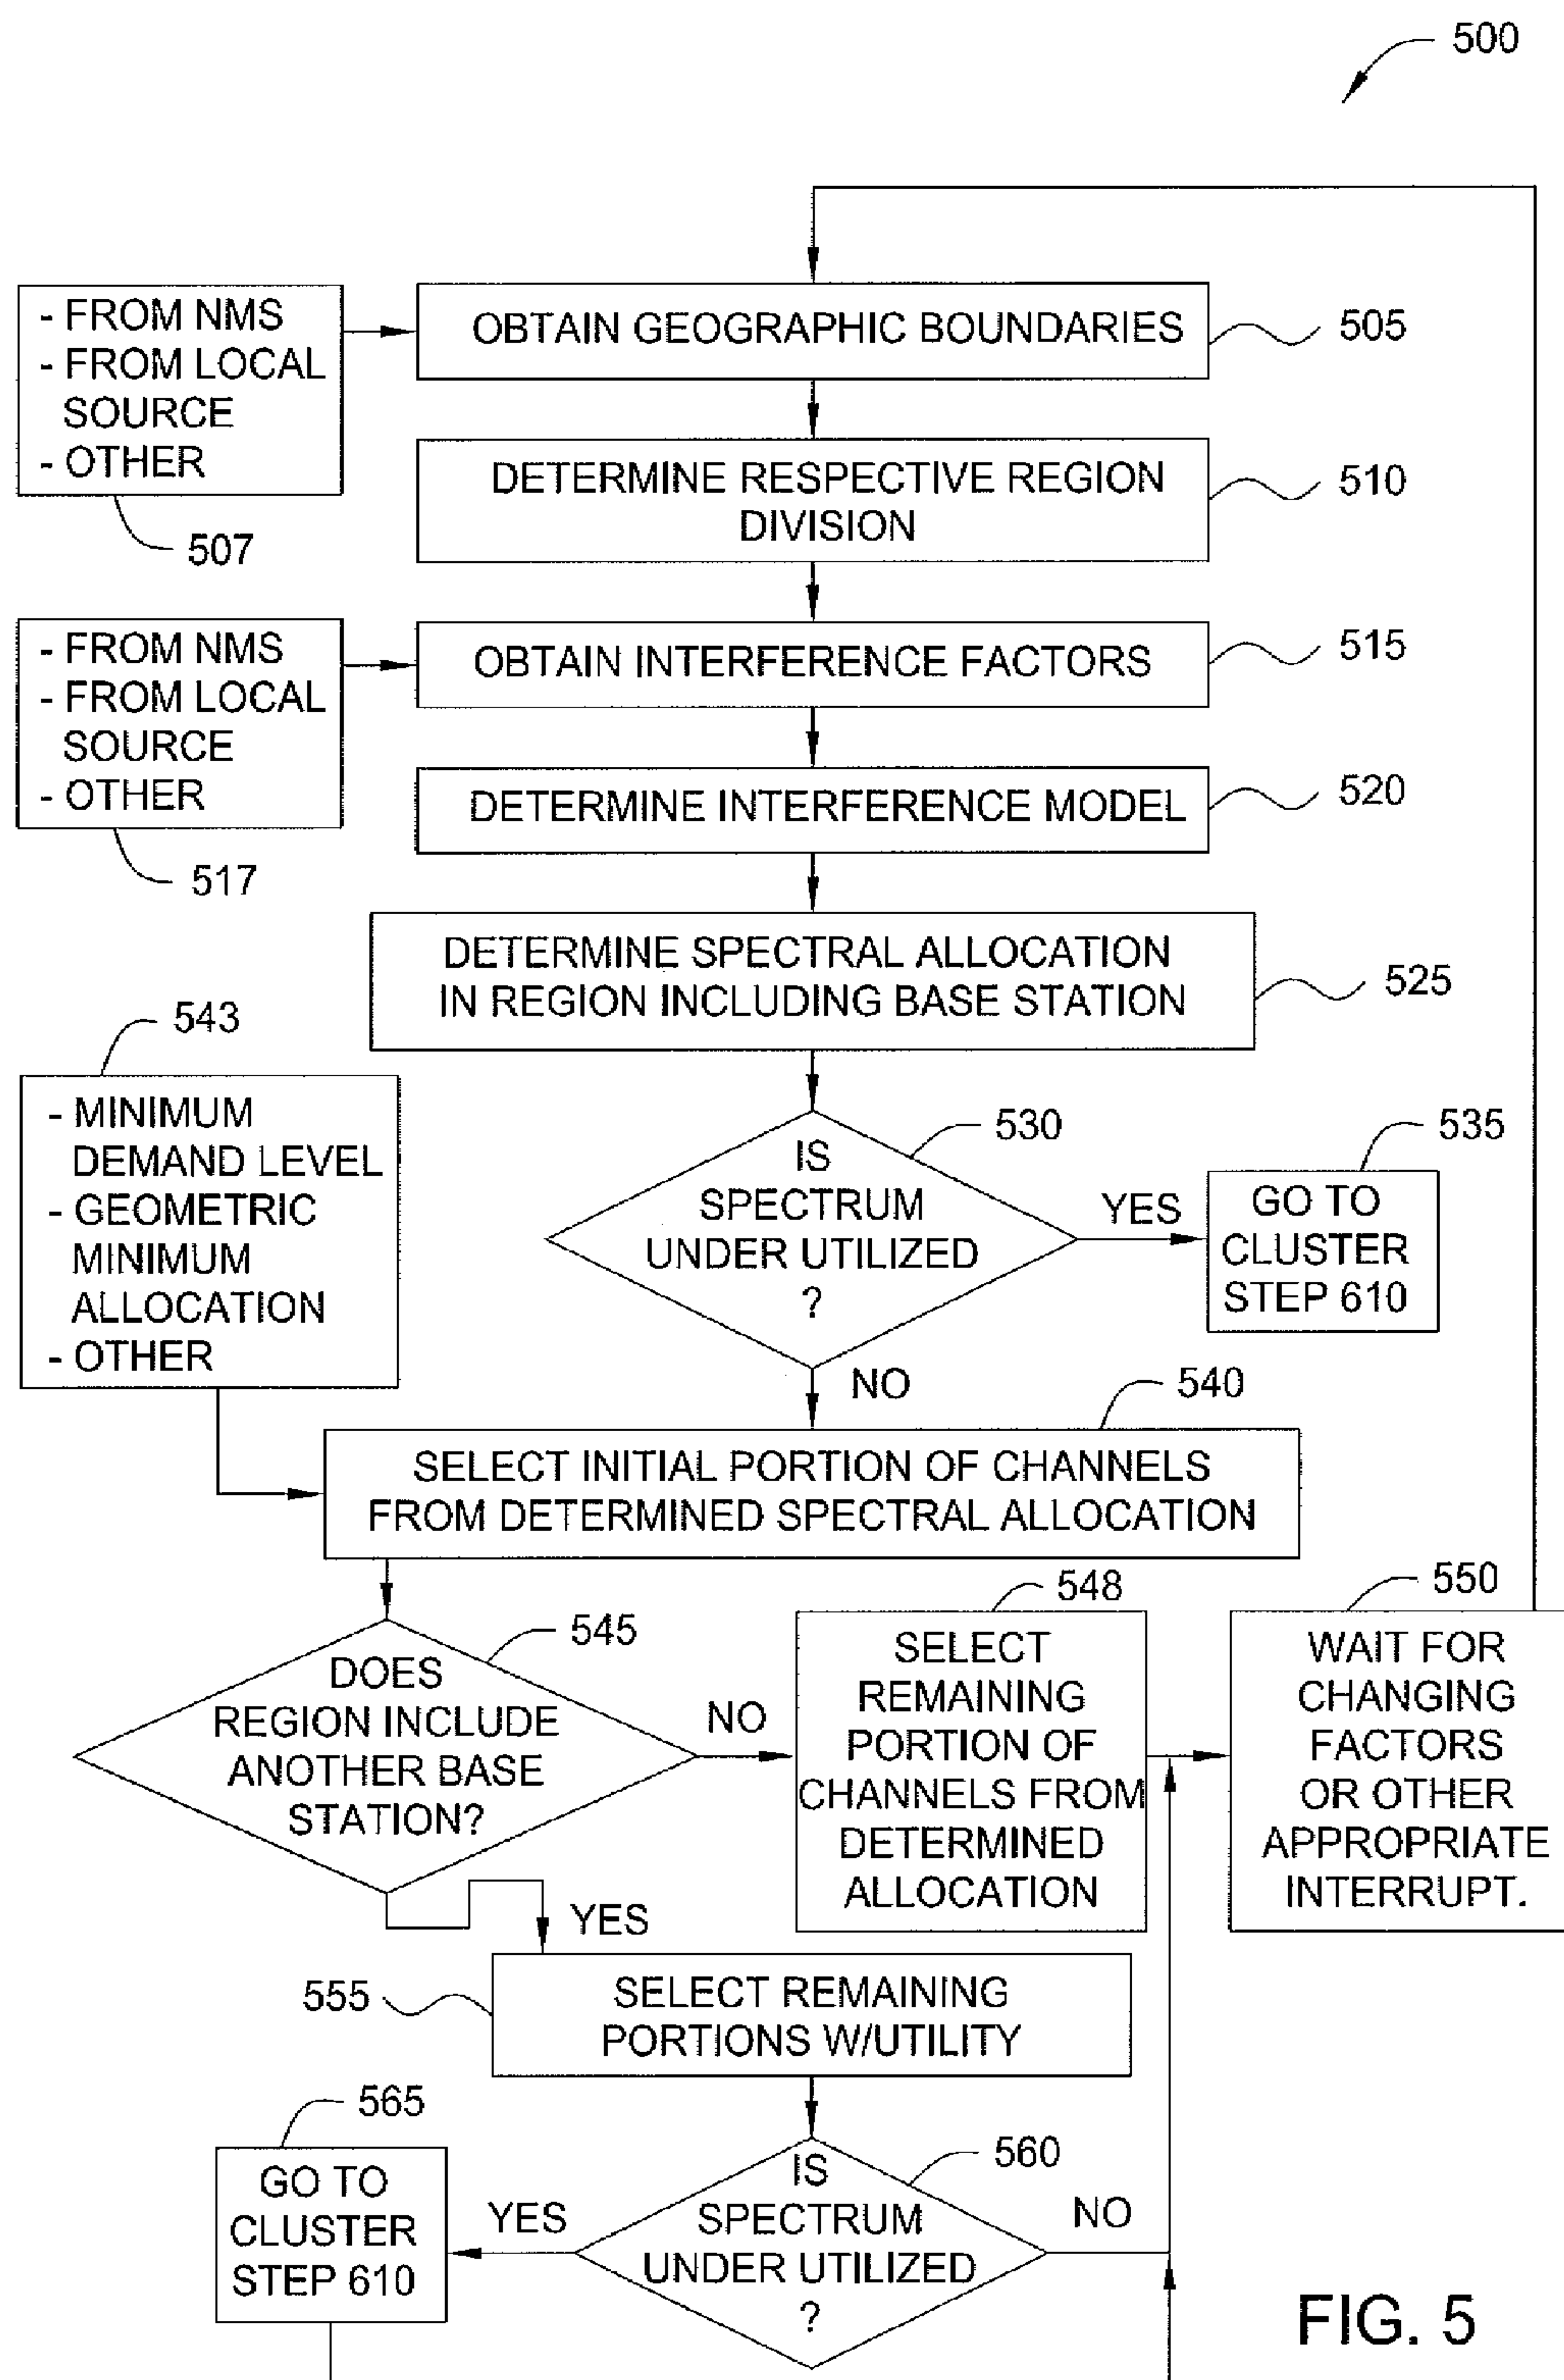 500
- FROM NMS
- FROM LOCAL
SOURCE
- OTHER
507
OBTAIN GEOGRAPHIC BOUNDARIES
505
DETERMINE RESPECTIVE REGION
DIVISION
510
- FROM NMS
- FROM LOCAL
SOURCE
- OTHER
517
OBTAIN INTERFERENCE FACTORS
515
DETERMINE INTERFERENCE MODEL
520
DETERMINE SPECTRAL ALLOCATION
IN REGION INCLUDING BASE STATION
525
543
- MINIMUM
DEMAND LEVEL
- GEOMETRIC
MINIMUM
ALLOCATION
- OTHER
IS
SPECTRUM
UNDER UTILIZED
?
530
YES
535
GO TO
CLUSTER
STEP 610
NO
540
SELECT INITIAL PORTION OF CHANNELS
FROM DETERMINED SPECTRAL ALLOCATION
DOES
REGION INCLUDE
ANOTHER BASE
STATION?
545
NO
548
SELECT
REMAINING
PORTION OF
CHANNELS FROM
DETERMINED
ALLOCATION
550
WAIT FOR
CHANGING
FACTORS
OR OTHER
APPROPRIATE
INTERRUPT.
YES
555
SELECT REMAINING
PORTIONS W/UTILITY
565
GO TO
CLUSTER
STEP 610
YES
IS
SPECTRUM
UNDER UTILIZED
?
560
NO
FIG. 5